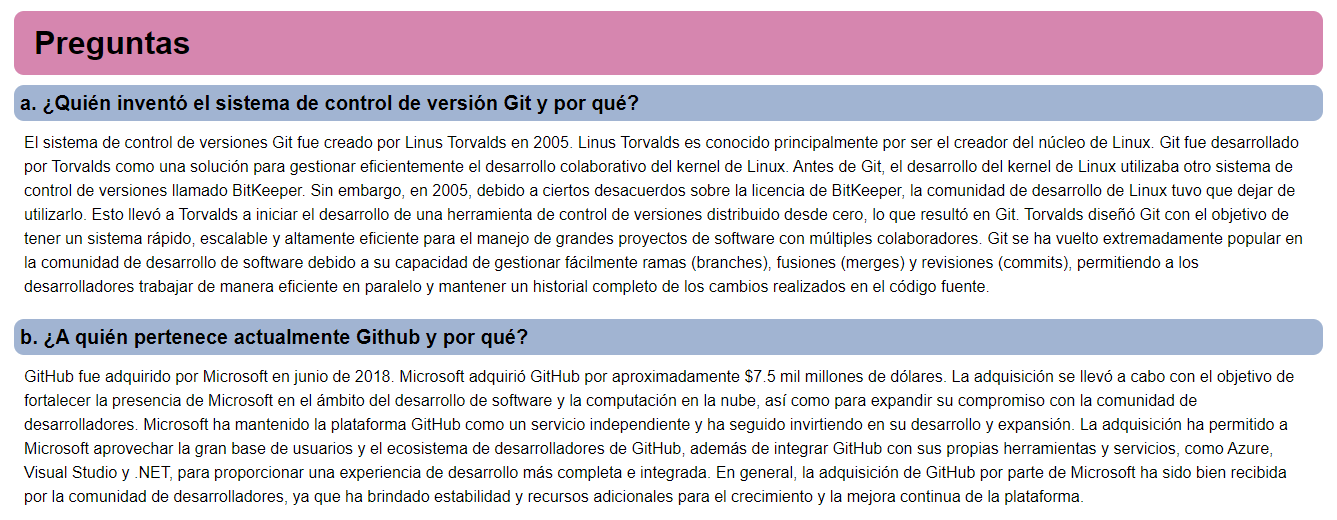 Preguntas
a. ¿Quién inventó el sistema de control de versión Git y por qué?
El sistema de control de versiones Git fue creado por Linus Torvalds en 2005. Linus Torvalds es conocido principalmente por ser el creador del núcleo de Linux. Git fue desarrollado
por Torvalds como una solución para gestionar eficientemente el desarrollo colaborativo del kernel de Linux. Antes de Git, el desarrollo del kernel de Linux utilizaba otro sistema de
control de versiones llamado BitKeeper. Sin embargo, en 2005, debido a ciertos desacuerdos sobre la licencia de BitKeeper, la comunidad de desarrollo de Linux tuvo que dejar de
utilizarlo. Esto llevó a Torvalds a iniciar el desarrollo de una herramienta de control de versiones distribuido desde cero, lo que resultó en Git. Torvalds diseñó Git con el objetivo de
tener un sistema rápido, escalable y altamente eficiente para el manejo de grandes proyectos de software con múltiples colaboradores. Git se ha vuelto extremadamente popular en
la comunidad de desarrollo de software debido a su capacidad de gestionar fácilmente ramas (branches), fusiones (merges) y revisiones (commits), permitiendo a los
desarrolladores trabajar de manera eficiente en paralelo y mantener un historial completo de los cambios realizados en el código fuente.
b. ¿A quién pertenece actualmente Github y por qué?
GitHub fue adquirido por Microsoft en junio de 2018. Microsoft adquirió GitHub por aproximadamente $7.5 mil millones de dólares. La adquisición se llevó a cabo con el objetivo de
fortalecer la presencia de Microsoft en el ámbito del desarrollo de software y la computación en la nube, así como para expandir su compromiso con la comunidad de
desarrolladores. Microsoft ha mantenido la plataforma GitHub como un servicio independiente y ha seguido invirtiendo en su desarrollo y expansión. La adquisición ha permitido a
Microsoft aprovechar la gran base de usuarios y el ecosistema de desarrolladores de GitHub, además de integrar GitHub con sus propias herramientas y servicios, como Azure,
Visual Studio y .NET, para proporcionar una experiencia de desarrollo más completa e integrada. En general, la adquisición de GitHub por parte de Microsoft ha sido bien recibida
por la comunidad de desarrolladores, ya que ha brindado estabilidad y recursos adicionales para el crecimiento y la mejora continua de la plataforma.